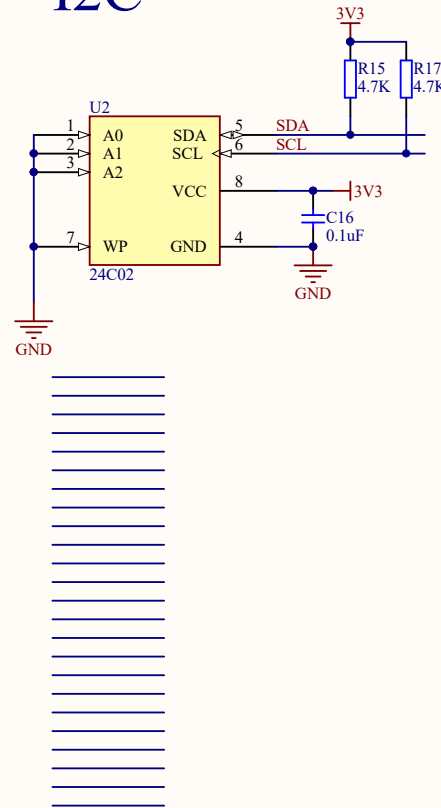 I2C
3V3
R15
4.7K
R17
4.7K
U2
1 A0
2 A1
3 A2
7 WP
SDA 5 SDA
SCL 6 SCL
VCC 8
3V3
C16
0.1uF
GND 4
24C02
GND
GND